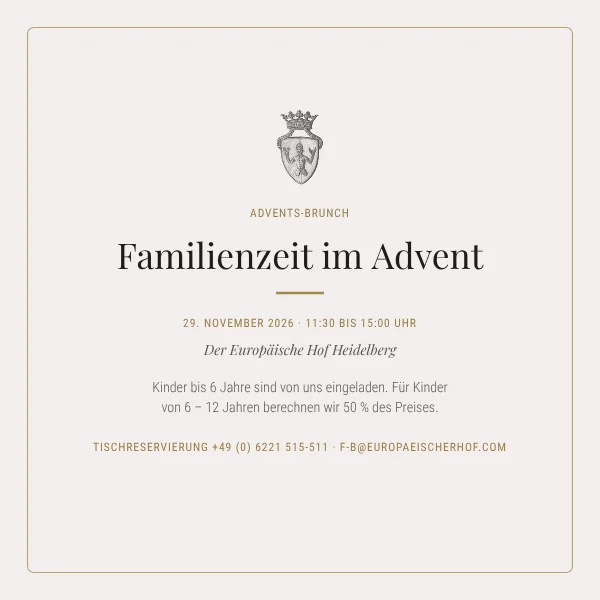 ADVENTS-BRUNCH
Familienzeit im Advent
29. NOVEMBER 2026 · 11:30 BIS 15:00 UHR
Der Europäische Hof Heidelberg
Kinder bis 6 Jahre sind von uns eingeladen. Für Kinder
von 6 – 12 Jahren berechnen wir 50 % des Preises.
TISCHRESERVIERUNG +49 (0) 6221 515-511 · F-B@EUROPAEISCHERHOF.COM